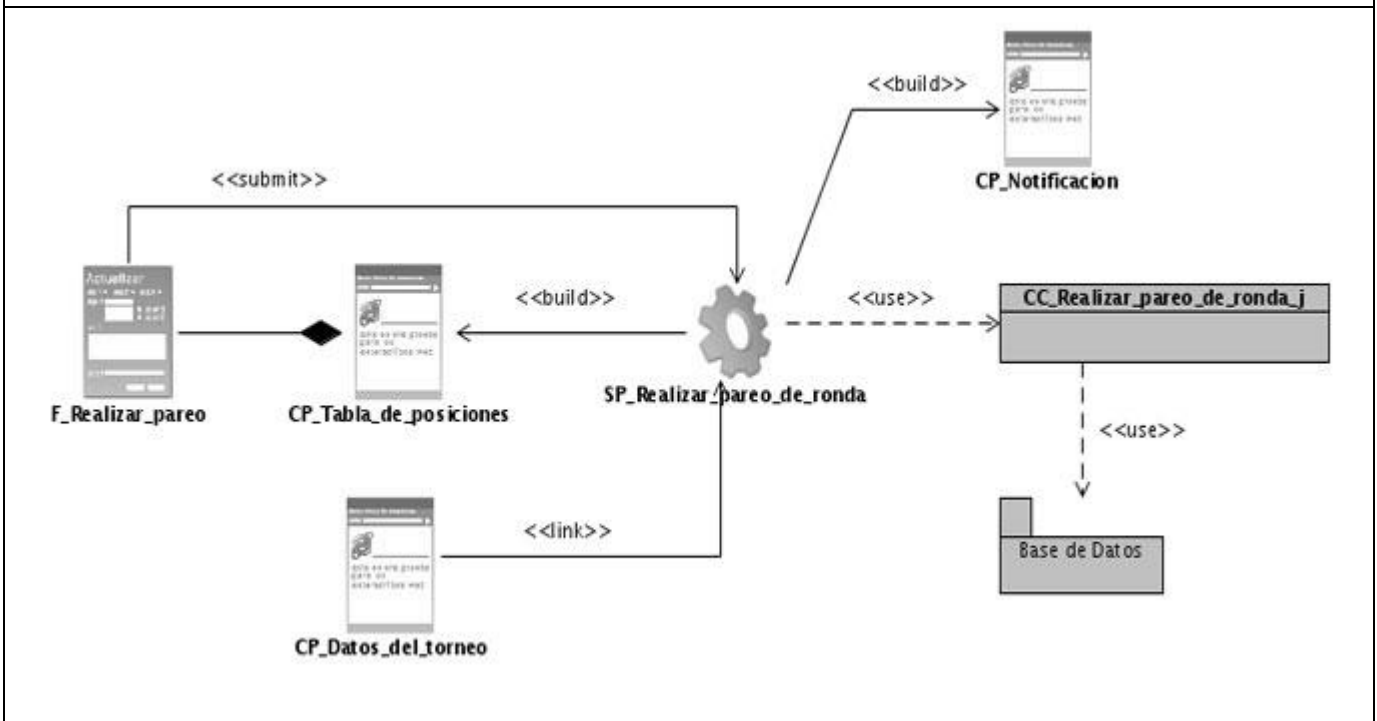 <<build>>
CP_Notificacion
<<submit>>
Actualizar
<<build>>
<<use>>
CC_Realizar_pareo_de_ronda_j
F_Realizar_pareo
CP_Tabla_de_posiciones
SP_Realizar_pareo_de_ronda
<<use>>
<<link>>
Base de Datos
CP_Datos_del_torneo